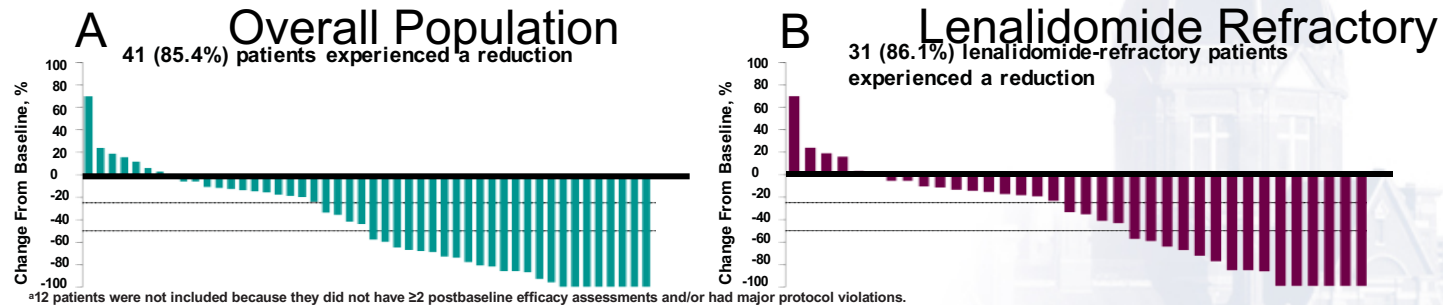 A Overall Population
41 (85.4%) patients experienced a reduction
Change From Baseline, %
100
80
60
40
20
0
-20
-40
-60
-80
-100
B Lenalidomide Refractory
31 (86.1%) lenalidomide-refractory patients
experienced a reduction
Change From Baseline, %
100
80
60
40
20
0
-20
-40
-60
-80
-100
ᵃ12 patients were not included because they did not have ≥2 postbaseline efficacy assessments and/or had major protocol violations.